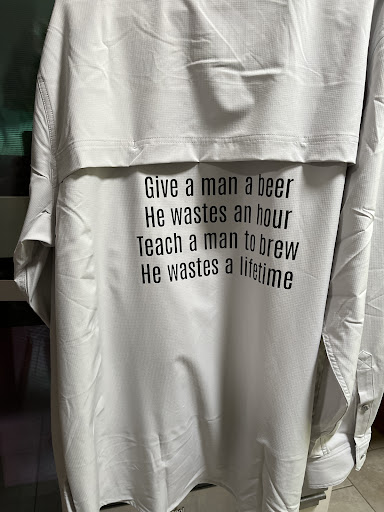 Give a man a beer
He wastes an hour
Teach a man to brew
He wastes a lifetime